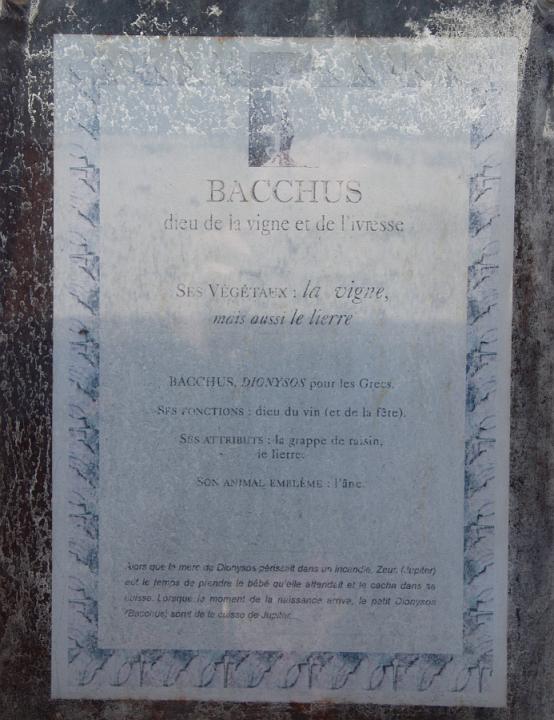 BACCHUS
dieu de la vigne et de l'ivresse
SES VÉGÉTAUX : la vigne,
mais aussi le lierre
BACCHUS, DIONYSOS pour les Grecs.
SES FONCTIONS : dieu du vin (et de la fête).
SES ATTRIBUTS : la grappe de raisin,
le lierre.
SON ANIMAL EMBLÈME : l'âne.
Alors que la mère de Dionysos périssait dans un incendie, Zeus (Jupiter)
eut le temps de prendre le bébé qu'elle attendait et le cacha dans sa
cuisse. Lorsque le moment de la naissance arriva, le petit Dionysos
(Bacchus) sortit de la cuisse de Jupiter...